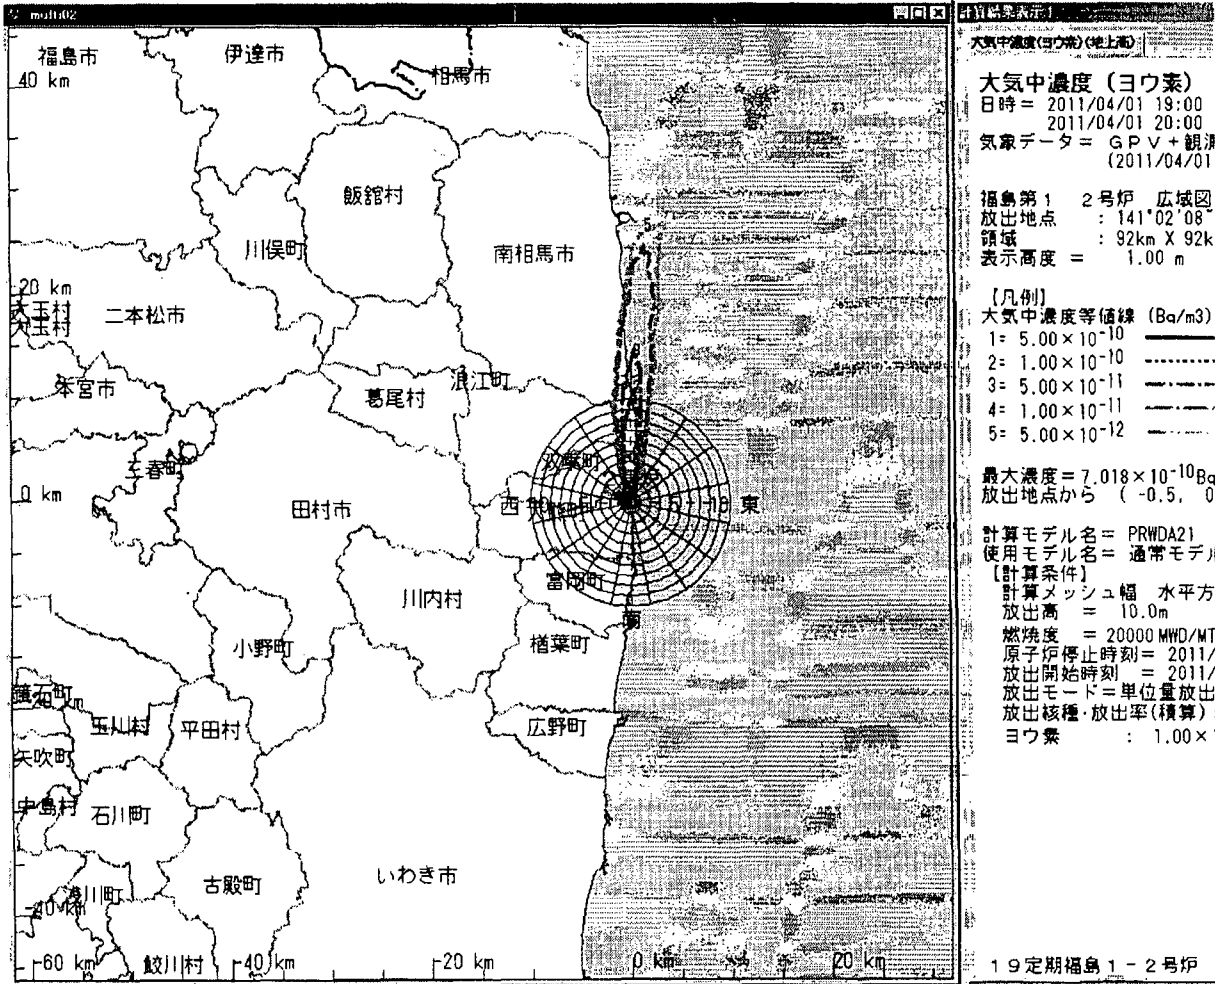 multi02
福島市
伊達市
相馬市
40 km
飯舘村
川俣町
南相馬市
20 km
大玉村
二本松市
本宮市
浪江町
葛尾村
双葉町
三春町
0 km
田村市
西
東
富岡町
川内村
南
小野町
楢葉町
鏡石町
玉川村
平田村
広野町
矢吹町
中島村
石川町
古殿町
いわき市
浅川町
-40 km
-60 km
鮫川村
-40 km
-20 km
0 km
20 km
計算結果表示1
大気中濃度(ヨウ素)(地上高)
大気中濃度 (ヨウ素)
日時= 2011/04/01 19:00
2011/04/01 20:00
気象データ= GPV+観測
(2011/04/01
福島第1 2号炉 広域図
放出地点 : 141°02'08"
領域 : 92km X 92k
表示高度 = 1.00 m
【凡例】
大気中濃度等値線 (Bq/m3)
1= 5.00×10-10
2= 1.00×10-10
3= 5.00×10-11
4= 1.00×10-11
5= 5.00×10-12
最大濃度=7.018×10-10Bq
放出地点から ( -0.5, 0
計算モデル名= PRWDA21
使用モデル名= 通常モデル
【計算条件】
計算メッシュ幅 水平方
放出高 = 10.0m
燃焼度 = 20000MWD/MT
原子炉停止時刻= 2011/
放出開始時刻 = 2011/
放出モード=単位量放出
放出核種・放出率(積算)
ヨウ素 : 1.00×
19定期福島1-2号炉